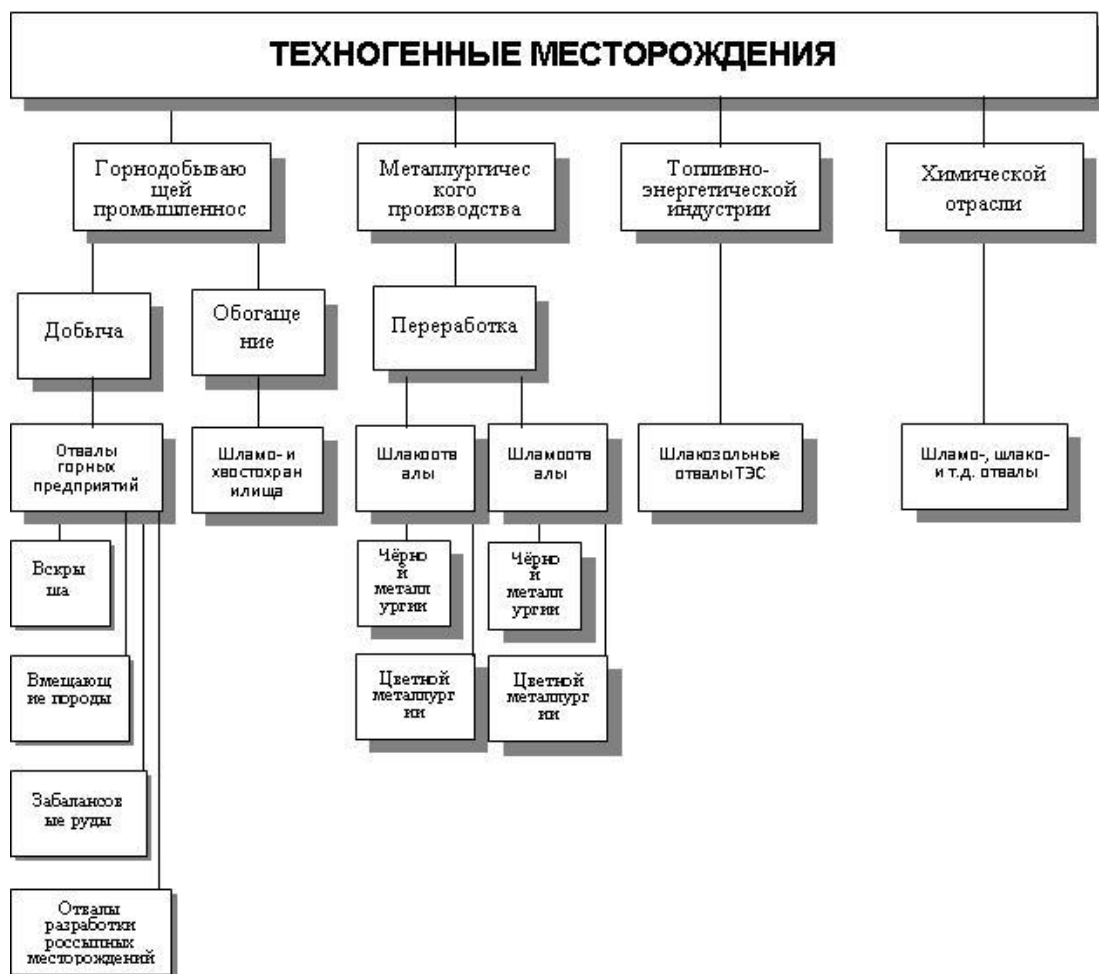 ТЕХНОГЕННЫЕ МЕСТОРОЖДЕНИЯ
Горнодобываю
щей
промышленнос
Металлургичес
кого
производства
Топливно-
энергетической
индустрии
Химической
отрасли
Добыча
Обогаще
ние
Переработка
Отвалы
горных
предприятий
Шламо- и
хвостохран
илища
Шлакоотв
алы
Шламоотв
алы
Шлакозольные
отвалы ТЭС
Шламо-, шлако-
и т.д. отвалы
Вскры
ша
Чёрно
й
металл
ургии
Чёрно
й
металл
ургии
Вмещающ
ие породы
Цветной
металлург
ии
Цветной
металлург
ии
Забалансов
ые руды
Отвалы
разработки
россыпных
месторождений